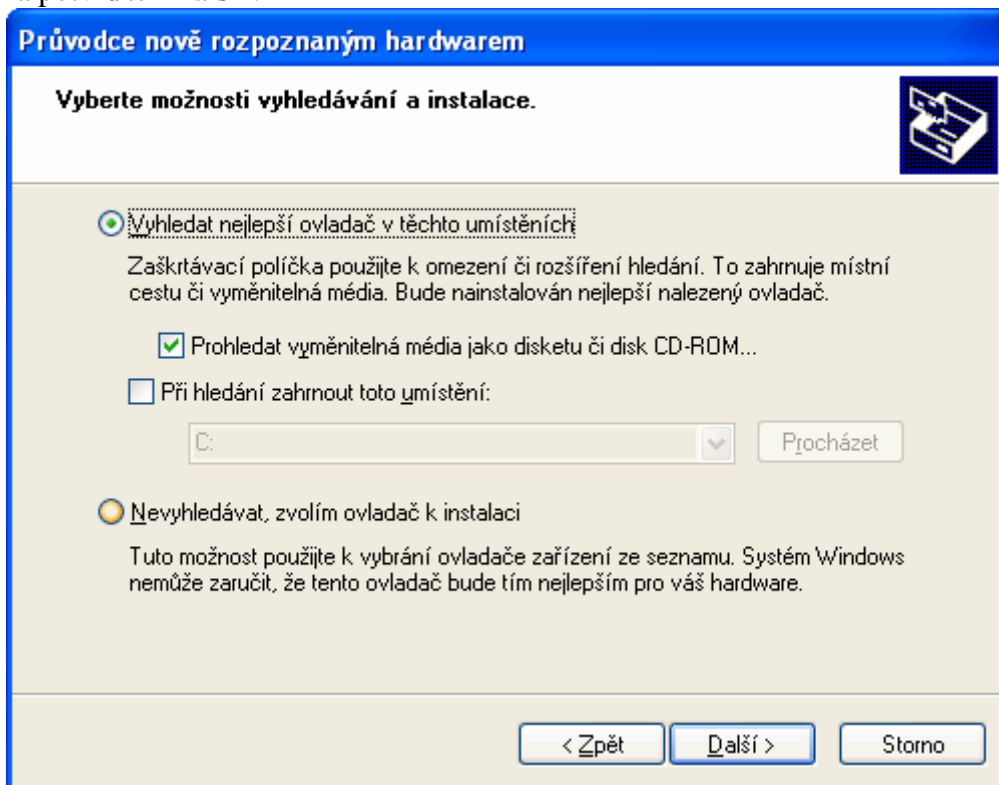 Průvodce nově rozpoznaným hardwarem
Vyberte možnosti vyhledávání a instalace.
Vyhledat nejlepší ovladač v těchto umístěních
Zaškrtávací políčka použijte k omezení či rozšíření hledání. To zahrnuje místní
cestu či vyměnitelná média. Bude nainstalován nejlepší nalezený ovladač.
Prohledat vyměnitelná média jako disketu či disk CD-ROM...
Při hledání zahrnout toto umístění:
C:
Procházet
Nevyhledávat, zvolím ovladač k instalaci
Tuto možnost použijte k vybrání ovladače zařízení ze seznamu. Systém Windows
nemůže zaručit, že tento ovladač bude tím nejlepším pro váš hardware.
< Zpět
Další >
Storno